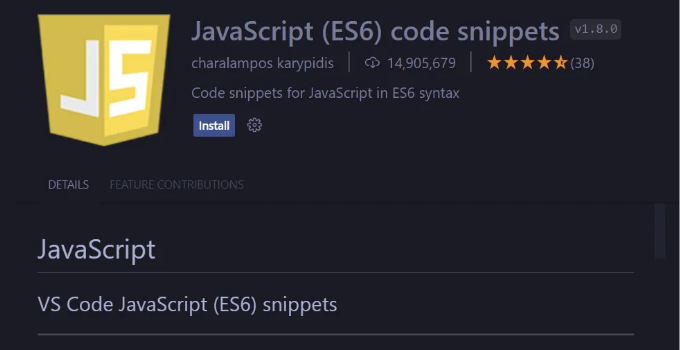 JS
JavaScript (ES6) code snippets v1.8.0
charalampos karypidis 14,905,679 (38)
Code snippets for JavaScript in ES6 syntax
Install
DETAILS FEATURE CONTRIBUTIONS
JavaScript
VS Code JavaScript (ES6) snippets